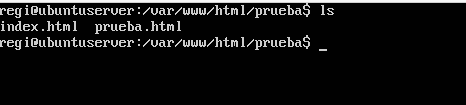 regi@ubuntuserver:/var/www/html/prueba$ ls
index.html  prueba.html
regi@ubuntuserver:/var/www/html/prueba$ _